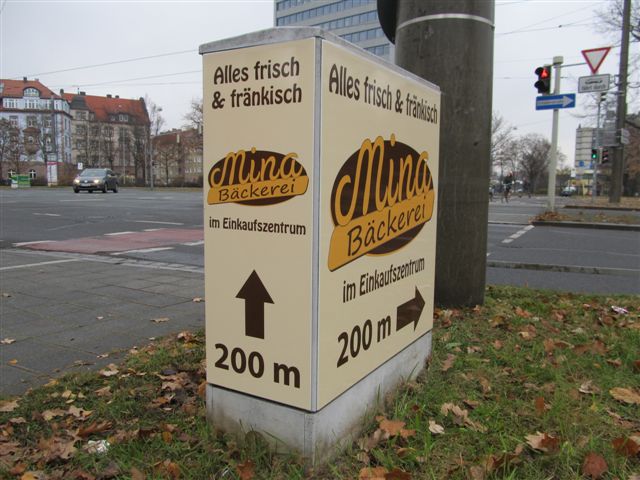 Alles frisch
& fränkisch
Mina
Bäckerei
im Einkaufszentrum
200 m
Alles frisch & fränkisch
Mina
Bäckerei
im Einkaufszentrum
200 m